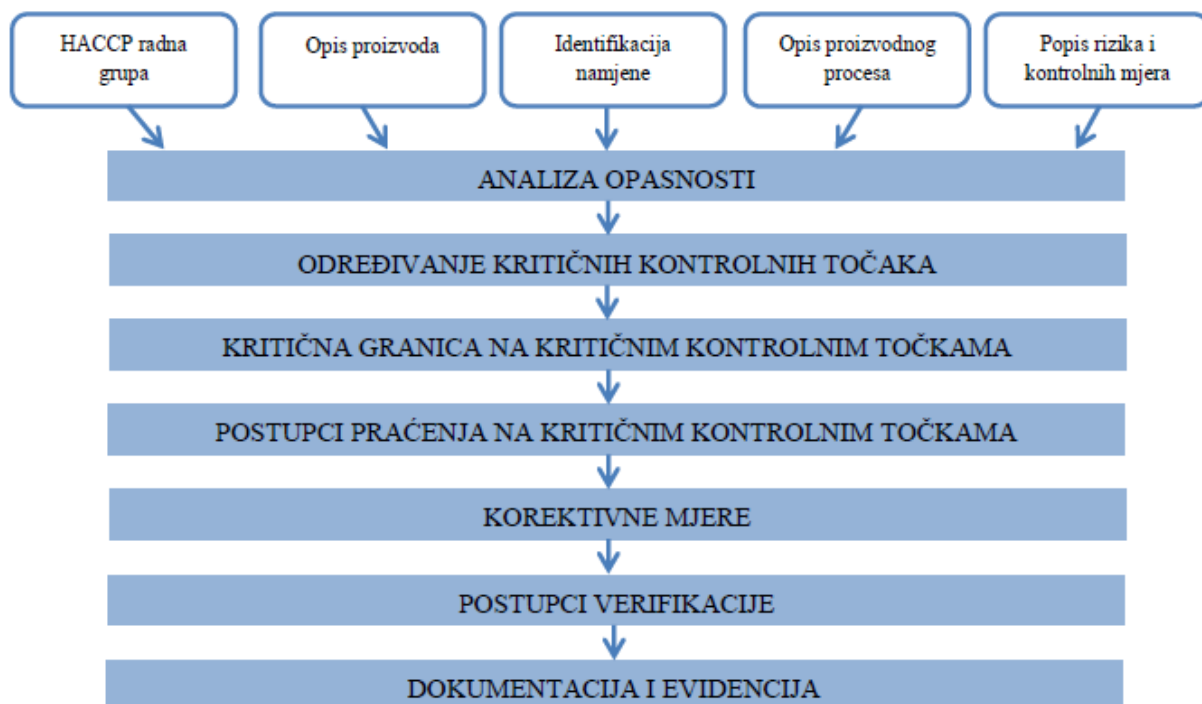 HACCP radna
grupa
Opis proizvoda
Identifikacija
namjene
Opis proizvodnog
procesa
Popis rizika i
kontrolnih mjera
ANALIZA OPASNOSTI
ODREĐIVANJE KRITIČNIH KONTROLNIH TOČAKA
KRITIČNA GRANICA NA KRITIČNIM KONTROLNIM TOČKAMA
POSTUPCI PRAĆENJA NA KRITIČNIM KONTROLNIM TOČKAMA
KOREKTIVNE MJERE
POSTUPCI VERIFIKACIJE
DOKUMENTACIJA I EVIDENCIJA